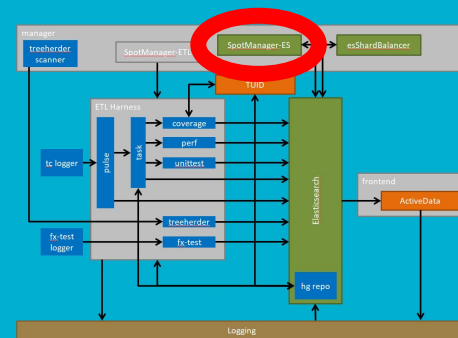 manager
treeherder
scanner
SpotManager-ETL
SpotManager-ES
esShardBalancer
TUID
ETL Harness
coverage
perf
unittest
pulse
task
tc logger
treeherder
fx-test
logger
fx-test
Elasticsearch
hg repo
frontend
ActiveData
Logging